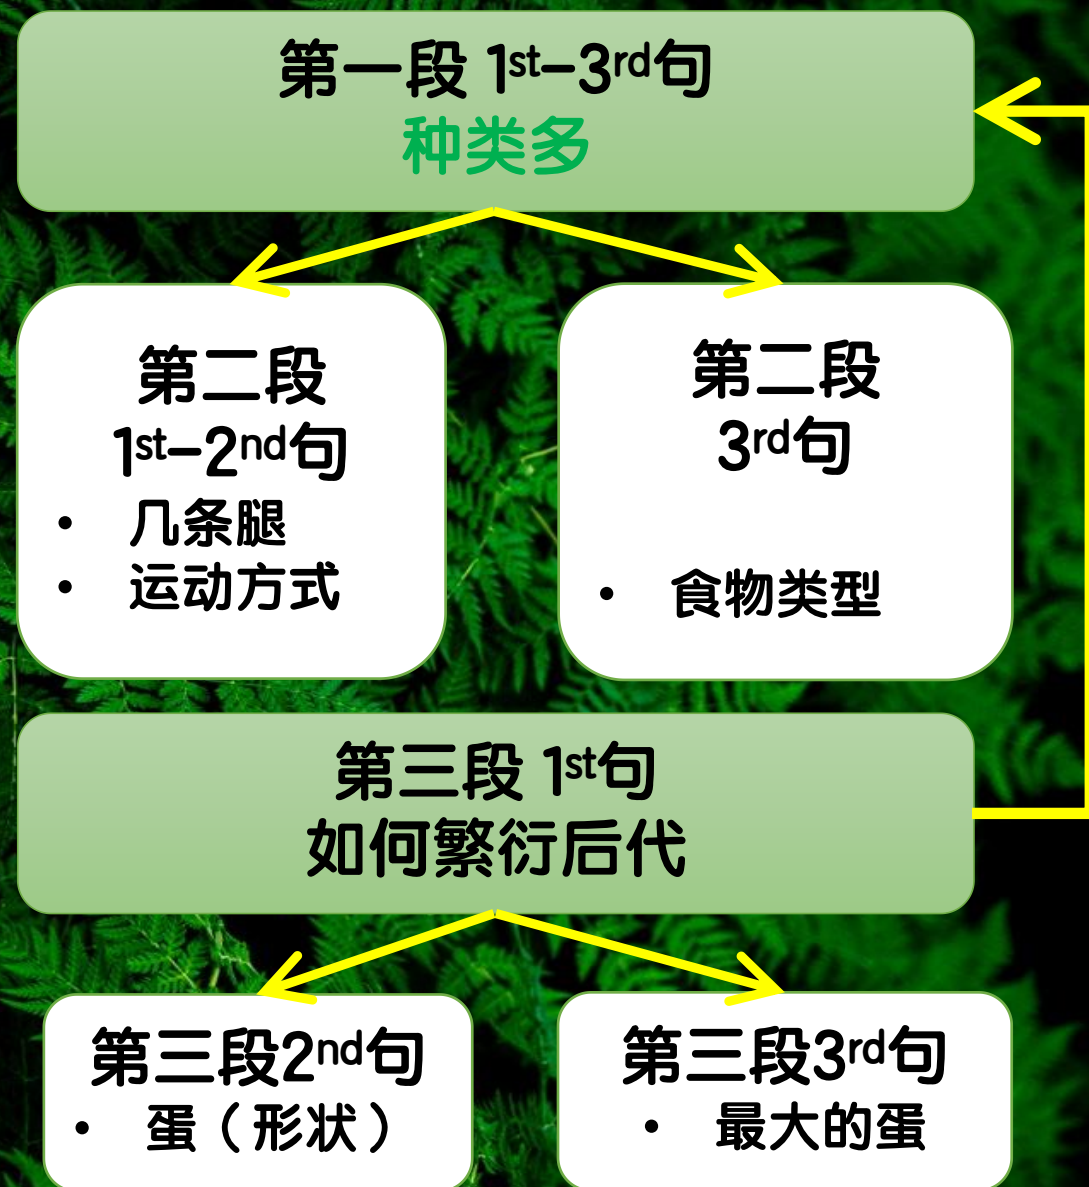 第一段 1st–3rd句
种类多
第二段
1st–2nd句
• 几条腿
• 运动方式
第二段
3rd句
• 食物类型
第三段 1st句
如何繁衍后代
第三段2nd句
• 蛋（形状）
第三段3rd句
• 最大的蛋